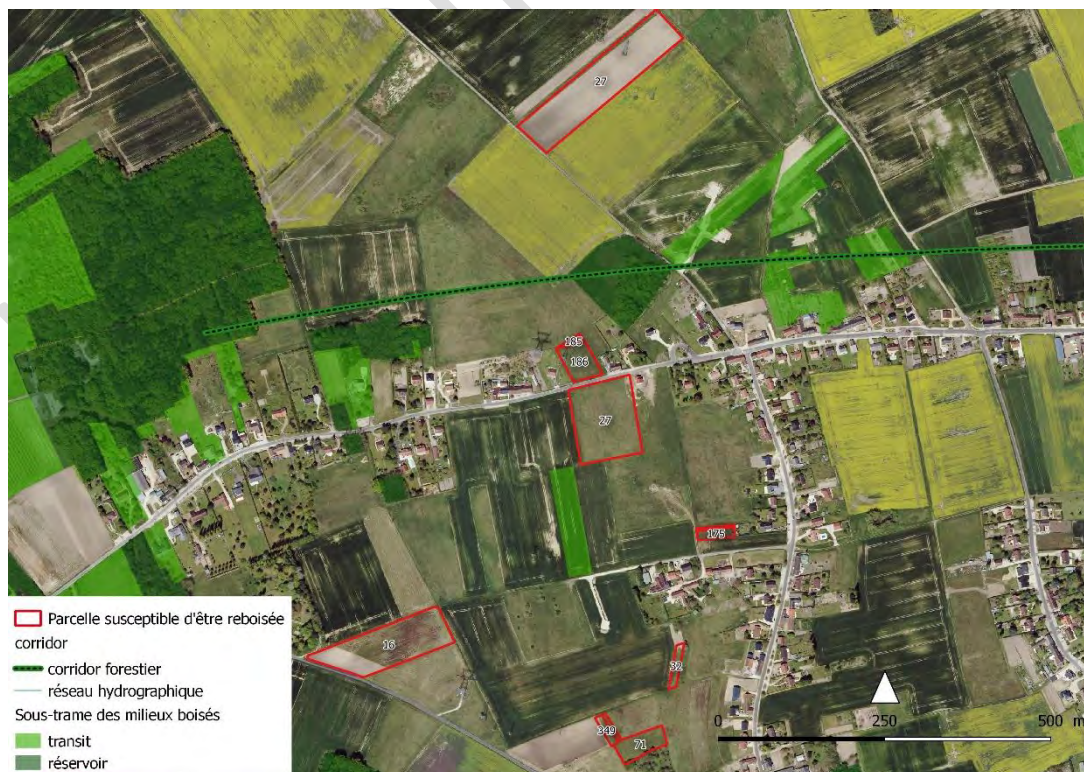 27
185
186
27
175
16
32
349
71
Parcelle susceptible d'être reboisée
corridor
corridor forestier
réseau hydrographique
Sous-trame des milieux boisés
transit
réservoir
0 250 500 m